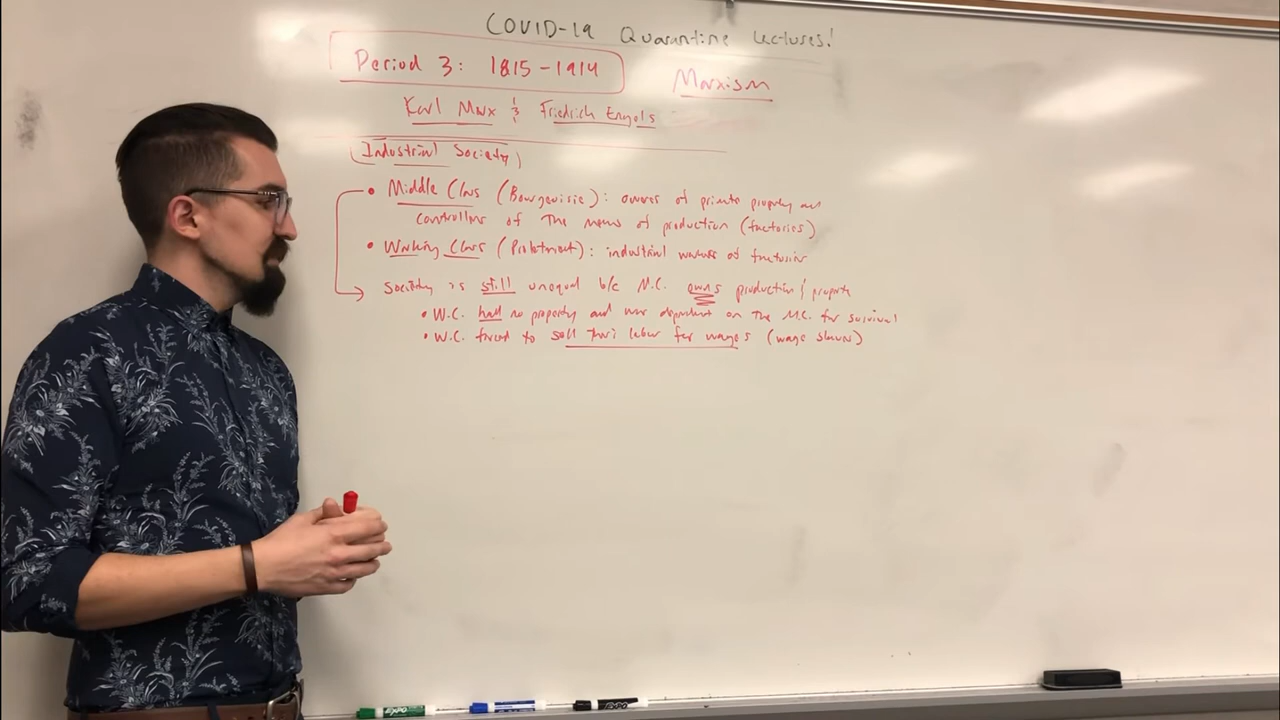 COVID-19 Quarantine Lectures!
Period 3: 1815-1914
Marxism
Karl Marx & Friedrich Engels
Industrial Society
• Middle Class (Bourgeoisie): owners of private property and
controllers of the means of production (factories)
• Working Class (Proletariat): industrial workers of factories
Society is still unequal b/c M.C. owns production & property
• W.C. had no property and was dependent on the M.C. for survival
• W.C. forced to sell their labor for wages (wage slaves)
EXPO
EXPO